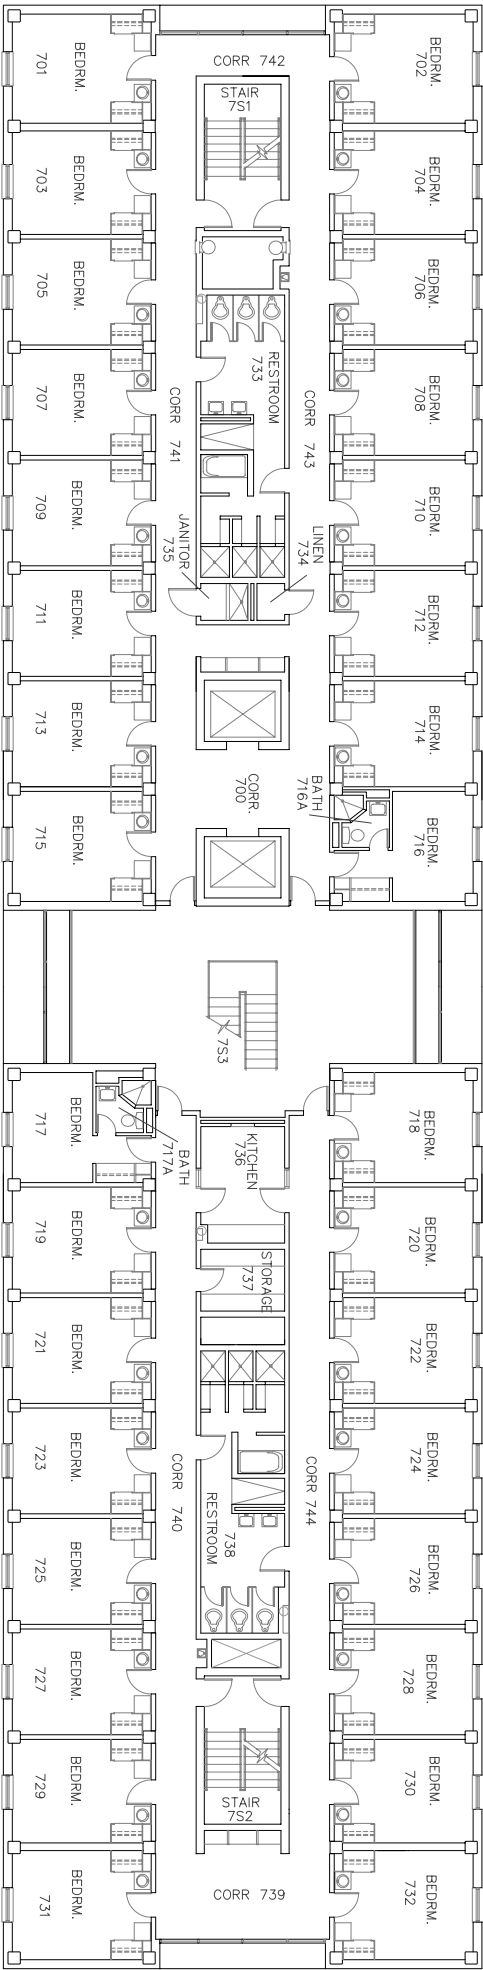 CORR 742
BEDRM.
701
BEDRM.
702
STAIR
7S1
BEDRM.
703
BEDRM.
704
BEDRM.
705
BEDRM.
706
RESTROOM
733
BEDRM.
707
BEDRM.
708
CORR 741
CORR 743
BEDRM.
709
BEDRM.
710
JANITOR
735
LINEN
734
BEDRM.
711
BEDRM.
712
BEDRM.
713
BEDRM.
714
CORR.
700
BATH
716A
BEDRM.
715
BEDRM.
716
7S3
BEDRM.
717
BATH
717A
KITCHEN
736
BEDRM.
718
BEDRM.
719
BEDRM.
720
STORAGE
737
BEDRM.
721
BEDRM.
722
BEDRM.
723
BEDRM.
724
CORR 740
CORR 744
RESTROOM
738
BEDRM.
725
BEDRM.
726
BEDRM.
727
BEDRM.
728
BEDRM.
729
BEDRM.
730
STAIR
7S2
BEDRM.
731
BEDRM.
732
CORR 739